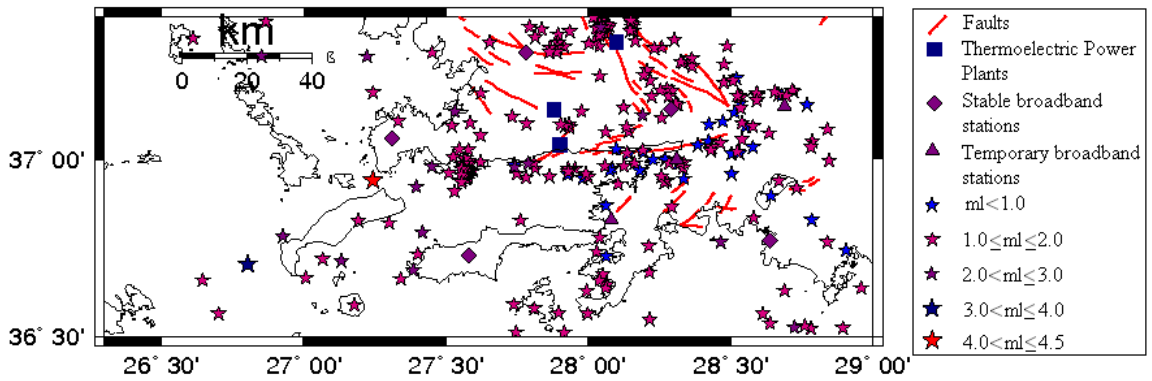 km
0 20 40
ß
37° 00'
36° 30'
26° 30' 27° 00' 27° 30' 28° 00' 28° 30' 29° 00'
Faults
Thermoelectric Power
Plants
Stable broadband
stations
Temporary broadband
stations
ml<1.0
1.0<ml≤2.0
2.0<ml≤3.0
3.0<ml≤4.0
4.0<ml≤4.5